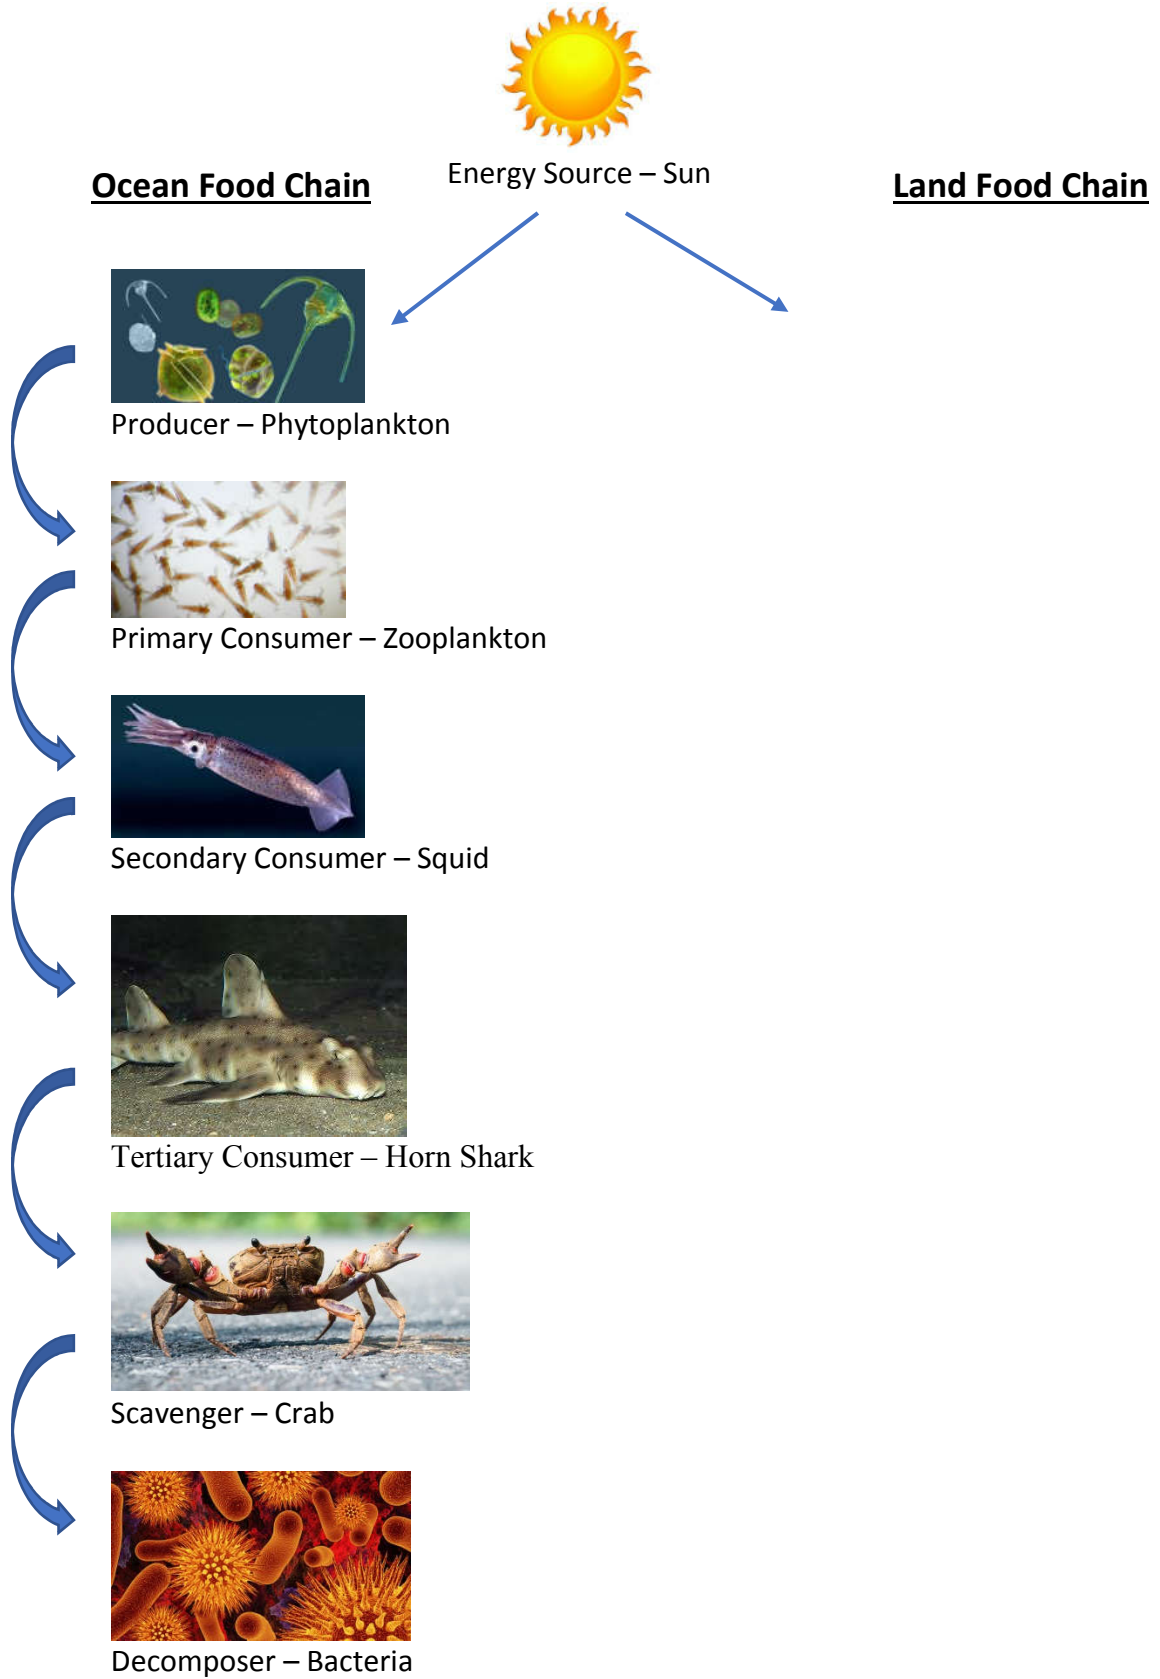 Energy Source – Sun
Ocean Food Chain
Land Food Chain
Producer – Phytoplankton
Primary Consumer – Zooplankton
Secondary Consumer – Squid
Tertiary Consumer – Horn Shark
Scavenger – Crab
Decomposer – Bacteria